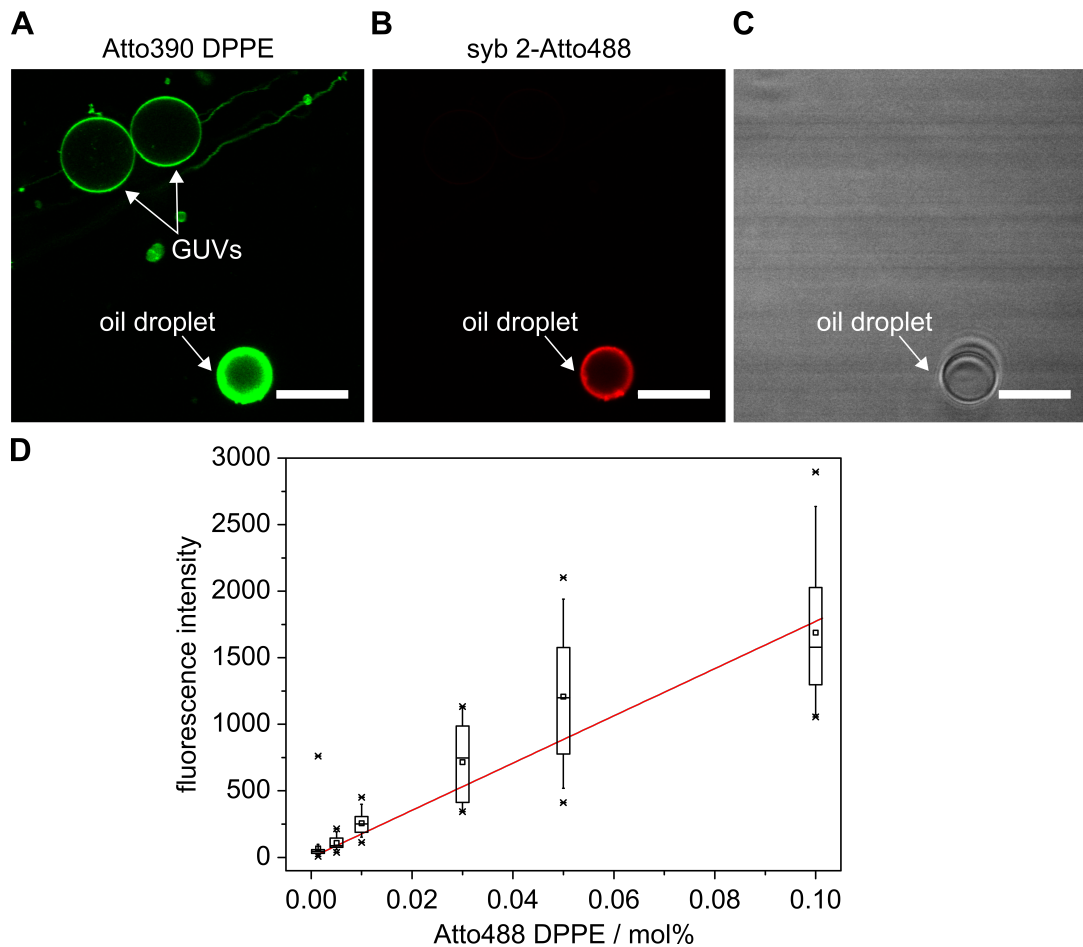 A
Atto390 DPPE
B
syb 2-Atto488
C
GUVs
oil droplet
oil droplet
oil droplet
D
3000
2500
2000
1500
1000
500
0
fluorescence intensity
0.00
0.02
0.04
0.06
0.08
0.10
Atto488 DPPE / mol%